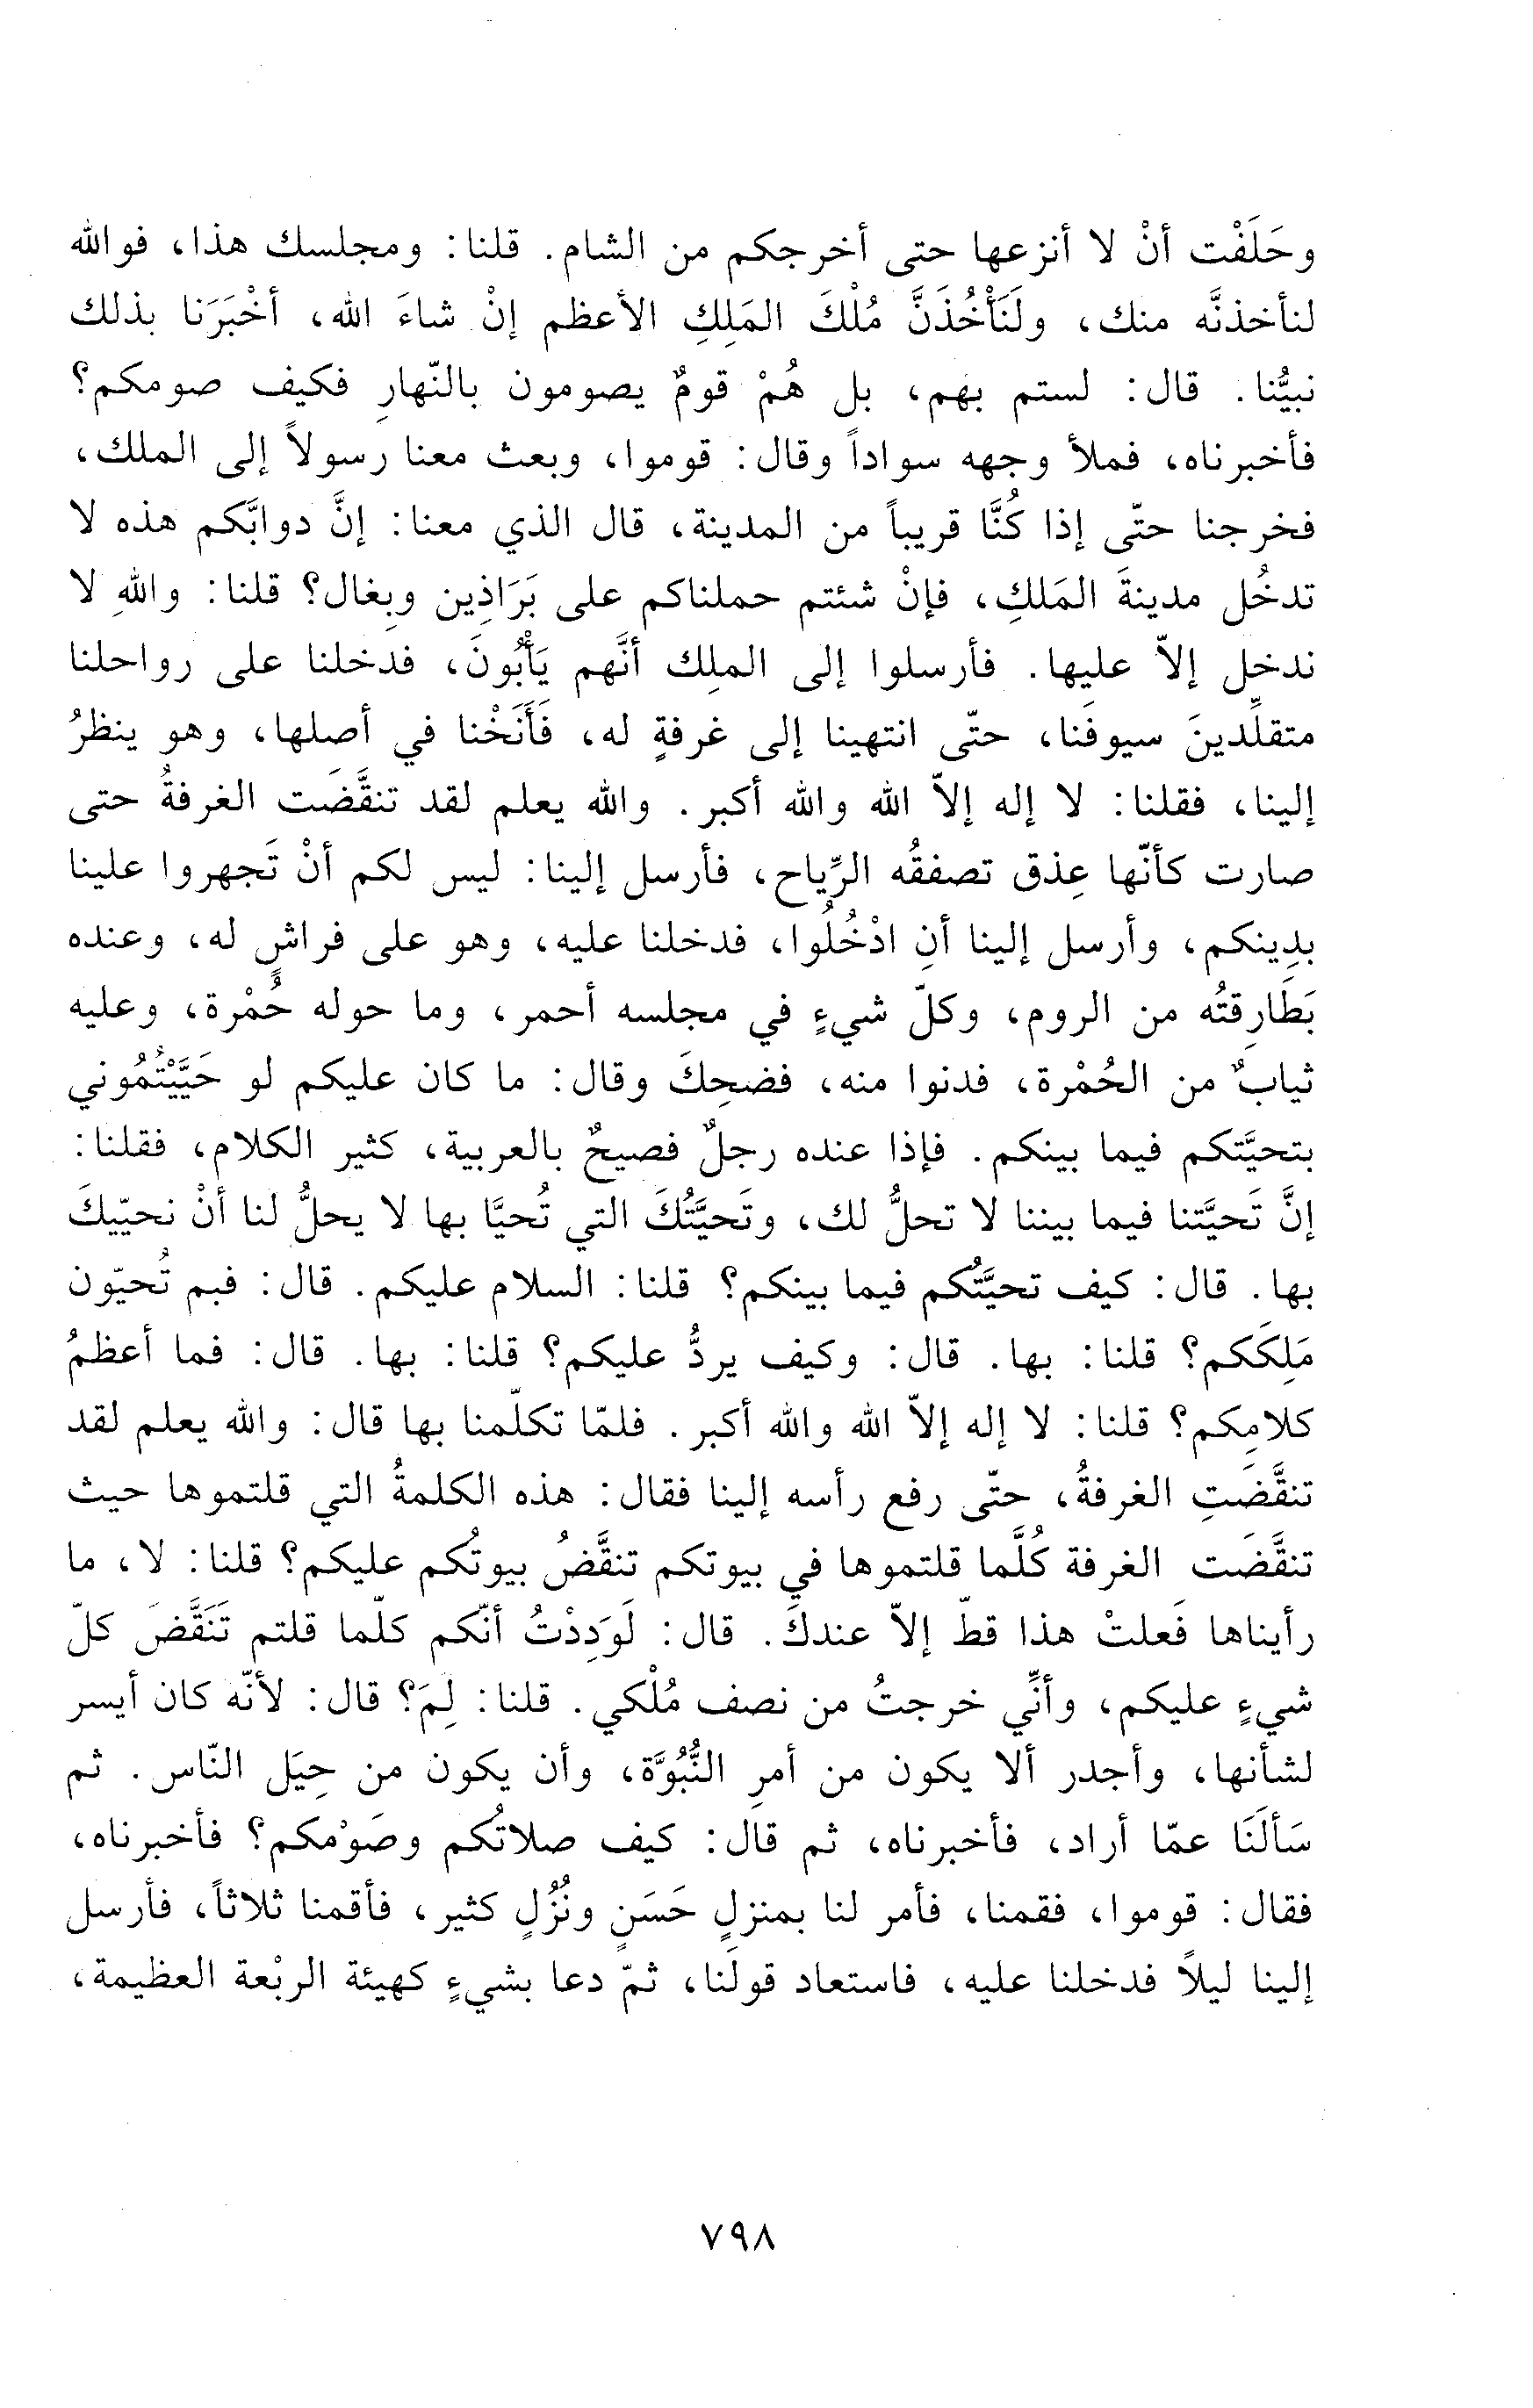 وحَلَفْت أنْ لا أنزعها حتى أخرجكم من الشام. قلنا: ومجلسك هذا، فوالله
لنأخذنَّه منك، ولَنَأْخُذَنَّ مُلْكَ المَلِكِ الأعظم إنْ شاءَ الله، أخْبَرَنا بذلك
نبيُّنا. قال: لستم بهم، بل هُمْ قومٌ يصومون بالنّهارِ فكيف صومكم؟
فأخبرناه، فملأ وجهه سواداً وقال: قوموا، وبعث معنا رسولاً إلى الملك،
فخرجنا حتّى إذا كُنَّا قريباً من المدينة، قال الذي معنا: إنَّ دوابَّكم هذه لا
تدخُل مدينةَ المَلكِ، فإنْ شئتم حملناكم على بَرَاذِين وبِغال؟ قلنا: واللهِ لا
ندخل إلاّ عليها. فأرسلوا إلى الملِك أنَّهم يَأْبُونَ، فدخلنا على رواحلنا
متقلِّدينَ سيوفَنا، حتّى انتهينا إلى غرفةٍ له، فَأَنَخْنا في أصلها، وهو ينظرُ
إلينا، فقلنا: لا إله إلاّ الله والله أكبر. والله يعلم لقد تنقَّضَت الغرفةُ حتى
صارت كأنّها عِذق تصفقُه الرِّياح، فأرسل إلينا: ليس لكم أنْ تَجهروا علينا
بدِينكم، وأرسل إلينا أنِ ادْخُلُوا، فدخلنا عليه، وهو على فراشٍ له، وعنده
بَطَارِقتُه من الروم، وكلّ شيءٍ في مجلسه أحمر، وما حوله حُمْرة، وعليه
ثيابٌ من الحُمْرة، فدنوا منه، فضحِكَ وقال: ما كان عليكم لو حَيَّيْتُمُوني
بتحيَّتكم فيما بينكم. فإذا عنده رجلٌ فصيحٌ بالعربية، كثير الكلام، فقلنا:
إنَّ تَحيَّتنا فيما بيننا لا تحلُّ لك، وتَحيَّتُكَ التي تُحيَّا بها لا يحلُّ لنا أنْ نحيّيكَ
بها. قال: كيف تحيَّتُكم فيما بينكم؟ قلنا: السلام عليكم. قال: فبم تُحيّون
مَلِكَكم؟ قلنا: بها. قال: وكيف يردُّ عليكم؟ قلنا: بها. قال: فما أعظمُ
كلامِكم؟ قلنا: لا إله إلاّ الله والله أكبر. فلمّا تكلّمنا بها قال: والله يعلم لقد
تنقَّضَتِ الغرفةُ، حتّى رفع رأسه إلينا فقال: هذه الكلمةُ التي قلتموها حيث
تنقَّضَت الغرفة كُلَّما قلتموها في بيوتكم تنقَّضُ بيوتُكم عليكم؟ قلنا: لا، ما
رأيناها فَعلتْ هذا قطّ إلاّ عندكَ. قال: لَوَدِدْتُ أنّكم كلّما قلتم تَنَقَّضَ كلّ
شيءٍ عليكم، وأنِّي خرجتُ من نصف مُلْكي. قلنا: لِمَ؟ قال: لأنّه كان أيسر
لشأنها، وأجدر ألا يكون من أمرِ النُّبُوَّة، وأن يكون من حِيَل النّاس. ثم
سَألَنَا عمّا أراد، فأخبرناه، ثم قال: كيف صلاتُكم وصَوْمكم؟ فأخبرناه،
فقال: قوموا، فقمنا، فأمر لنا بمنزلٍ حَسَنٍ ونُزُلٍ كثير، فأقمنا ثلاثاً، فأرسل
إلينا ليلاً فدخلنا عليه، فاستعاد قولَنا، ثمّ دعا بشيءٍ كهيئة الربْعة العظيمة،
٧٩٨